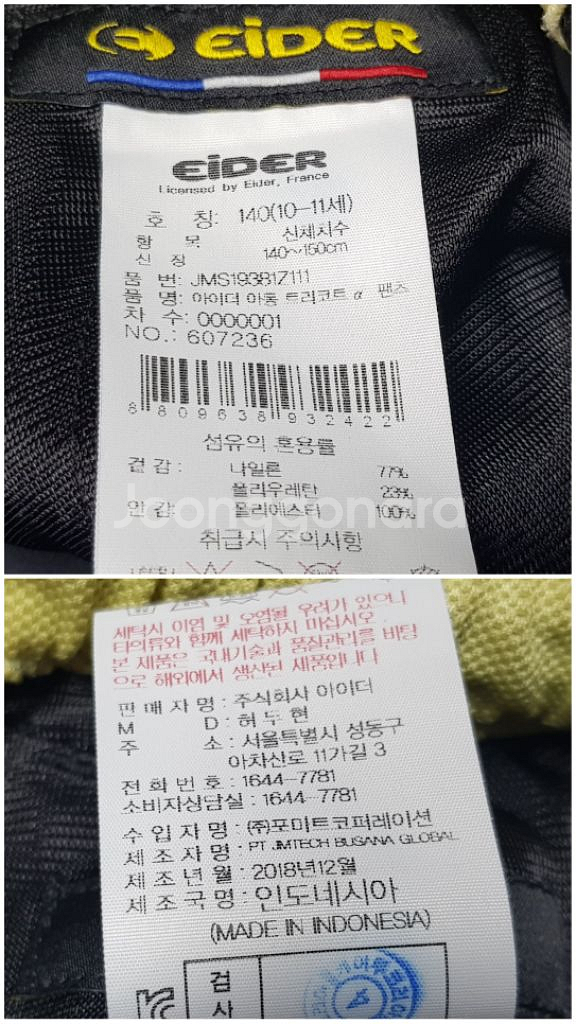 EiDER
EiDER
Licensed by Eider, France
호 칭: 140(10-11세)
항 목 신체치수
신 장 140~150cm
품 번: JMS19381Z111
품 명: 아이더 아동 트리코트 α 팬츠
차 수: 0000001
NO.: 607236
8 809638 932422
섬유의 혼용률
겉감: 나일론 77%
폴리우레탄 23%
안감: 폴리에스터 100%
Joonggonara
취급시 주의사항
세탁시 이염 및 오염될 우려가 있으니
타의류와 함께 세탁하지 마십시오
본 제품은 국내기술과 품질관리를 바탕
으로 해외에서 생산된 제품입니다
판 매 자 명 : 주식회사 아이더
M D : 허 두 현
주 소 : 서울특별시 성동구
아차산로 11가길 3
전 화 번 호 : 1644-7781
소비자상담실 : 1644-7781
수 입 자 명 : (주)포미트코퍼레이션
제 조 자 명 : PT JIMTECH BUSANA GLOBAL
제 조 년 월 : 2018년12월
제 조 국 명 : 인도네시아
(MADE IN INDONESIA)
검
사